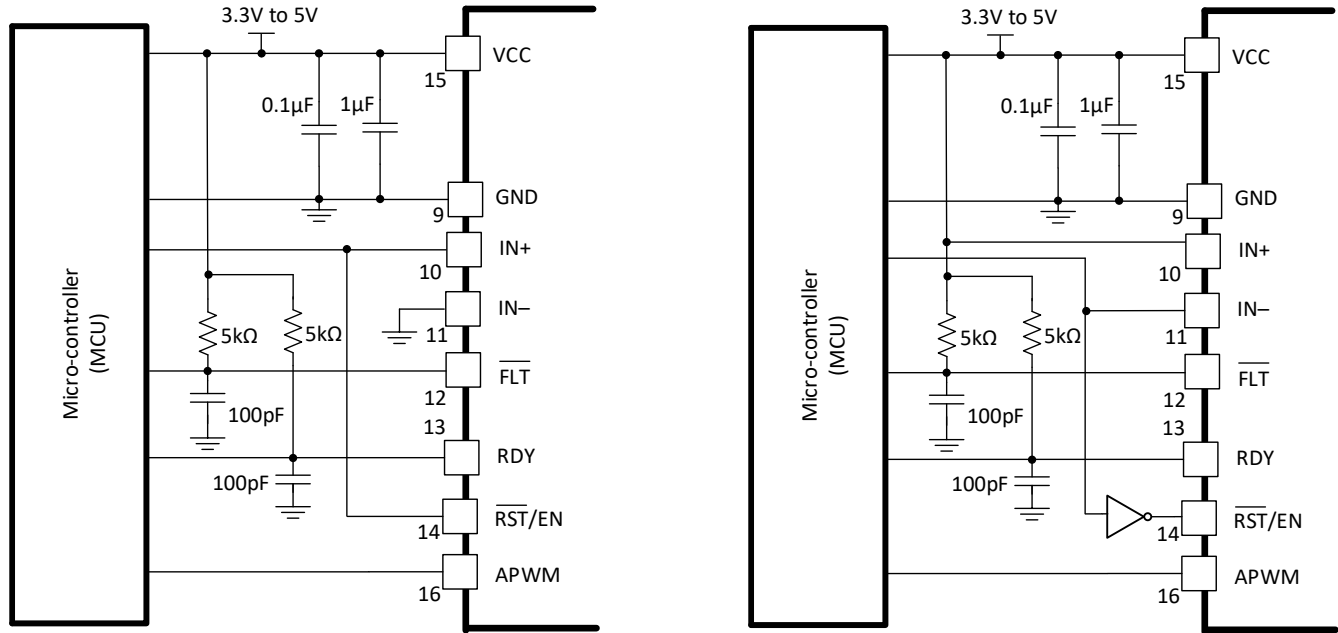 3.3V to 5V
VCC
15
0.1µF
1µF
GND
9
IN+
10
IN–
11
5kΩ
5kΩ
FLT
12
100pF
13
RDY
100pF
RST/EN
14
APWM
16
Micro-controller
(MCU)
3.3V to 5V
VCC
15
0.1µF
1µF
GND
9
IN+
10
IN–
11
5kΩ
5kΩ
FLT
12
100pF
13
RDY
100pF
RST/EN
14
APWM
16
Micro-controller
(MCU)